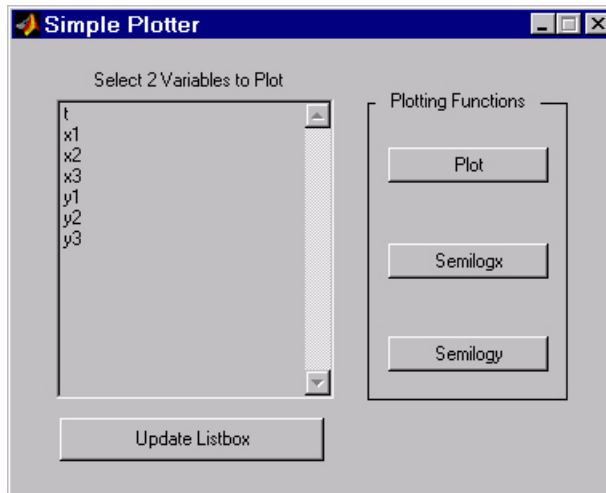 Simple Plotter
Select 2 Variables to Plot
t
x1
x2
x3
y1
y2
y3
Update Listbox
Plotting Functions
Plot
Semilogx
Semilogy